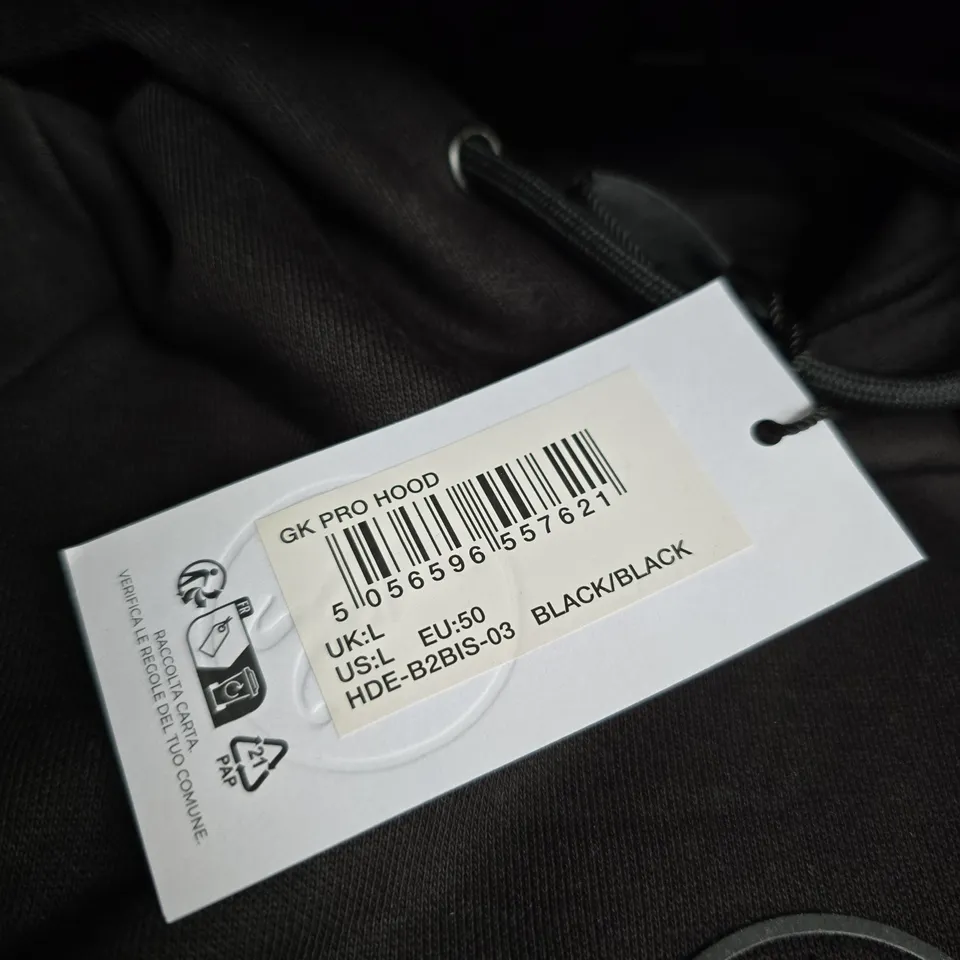 GK PRO HOOD
5 056596 557621
UK:L EU:50
US:L
HDE-B2BIS-03 BLACK/BLACK
FR
RACCOLTA CARTA.
VERIFICA LE REGOLE DEL TUO COMUNE.
21
PAP